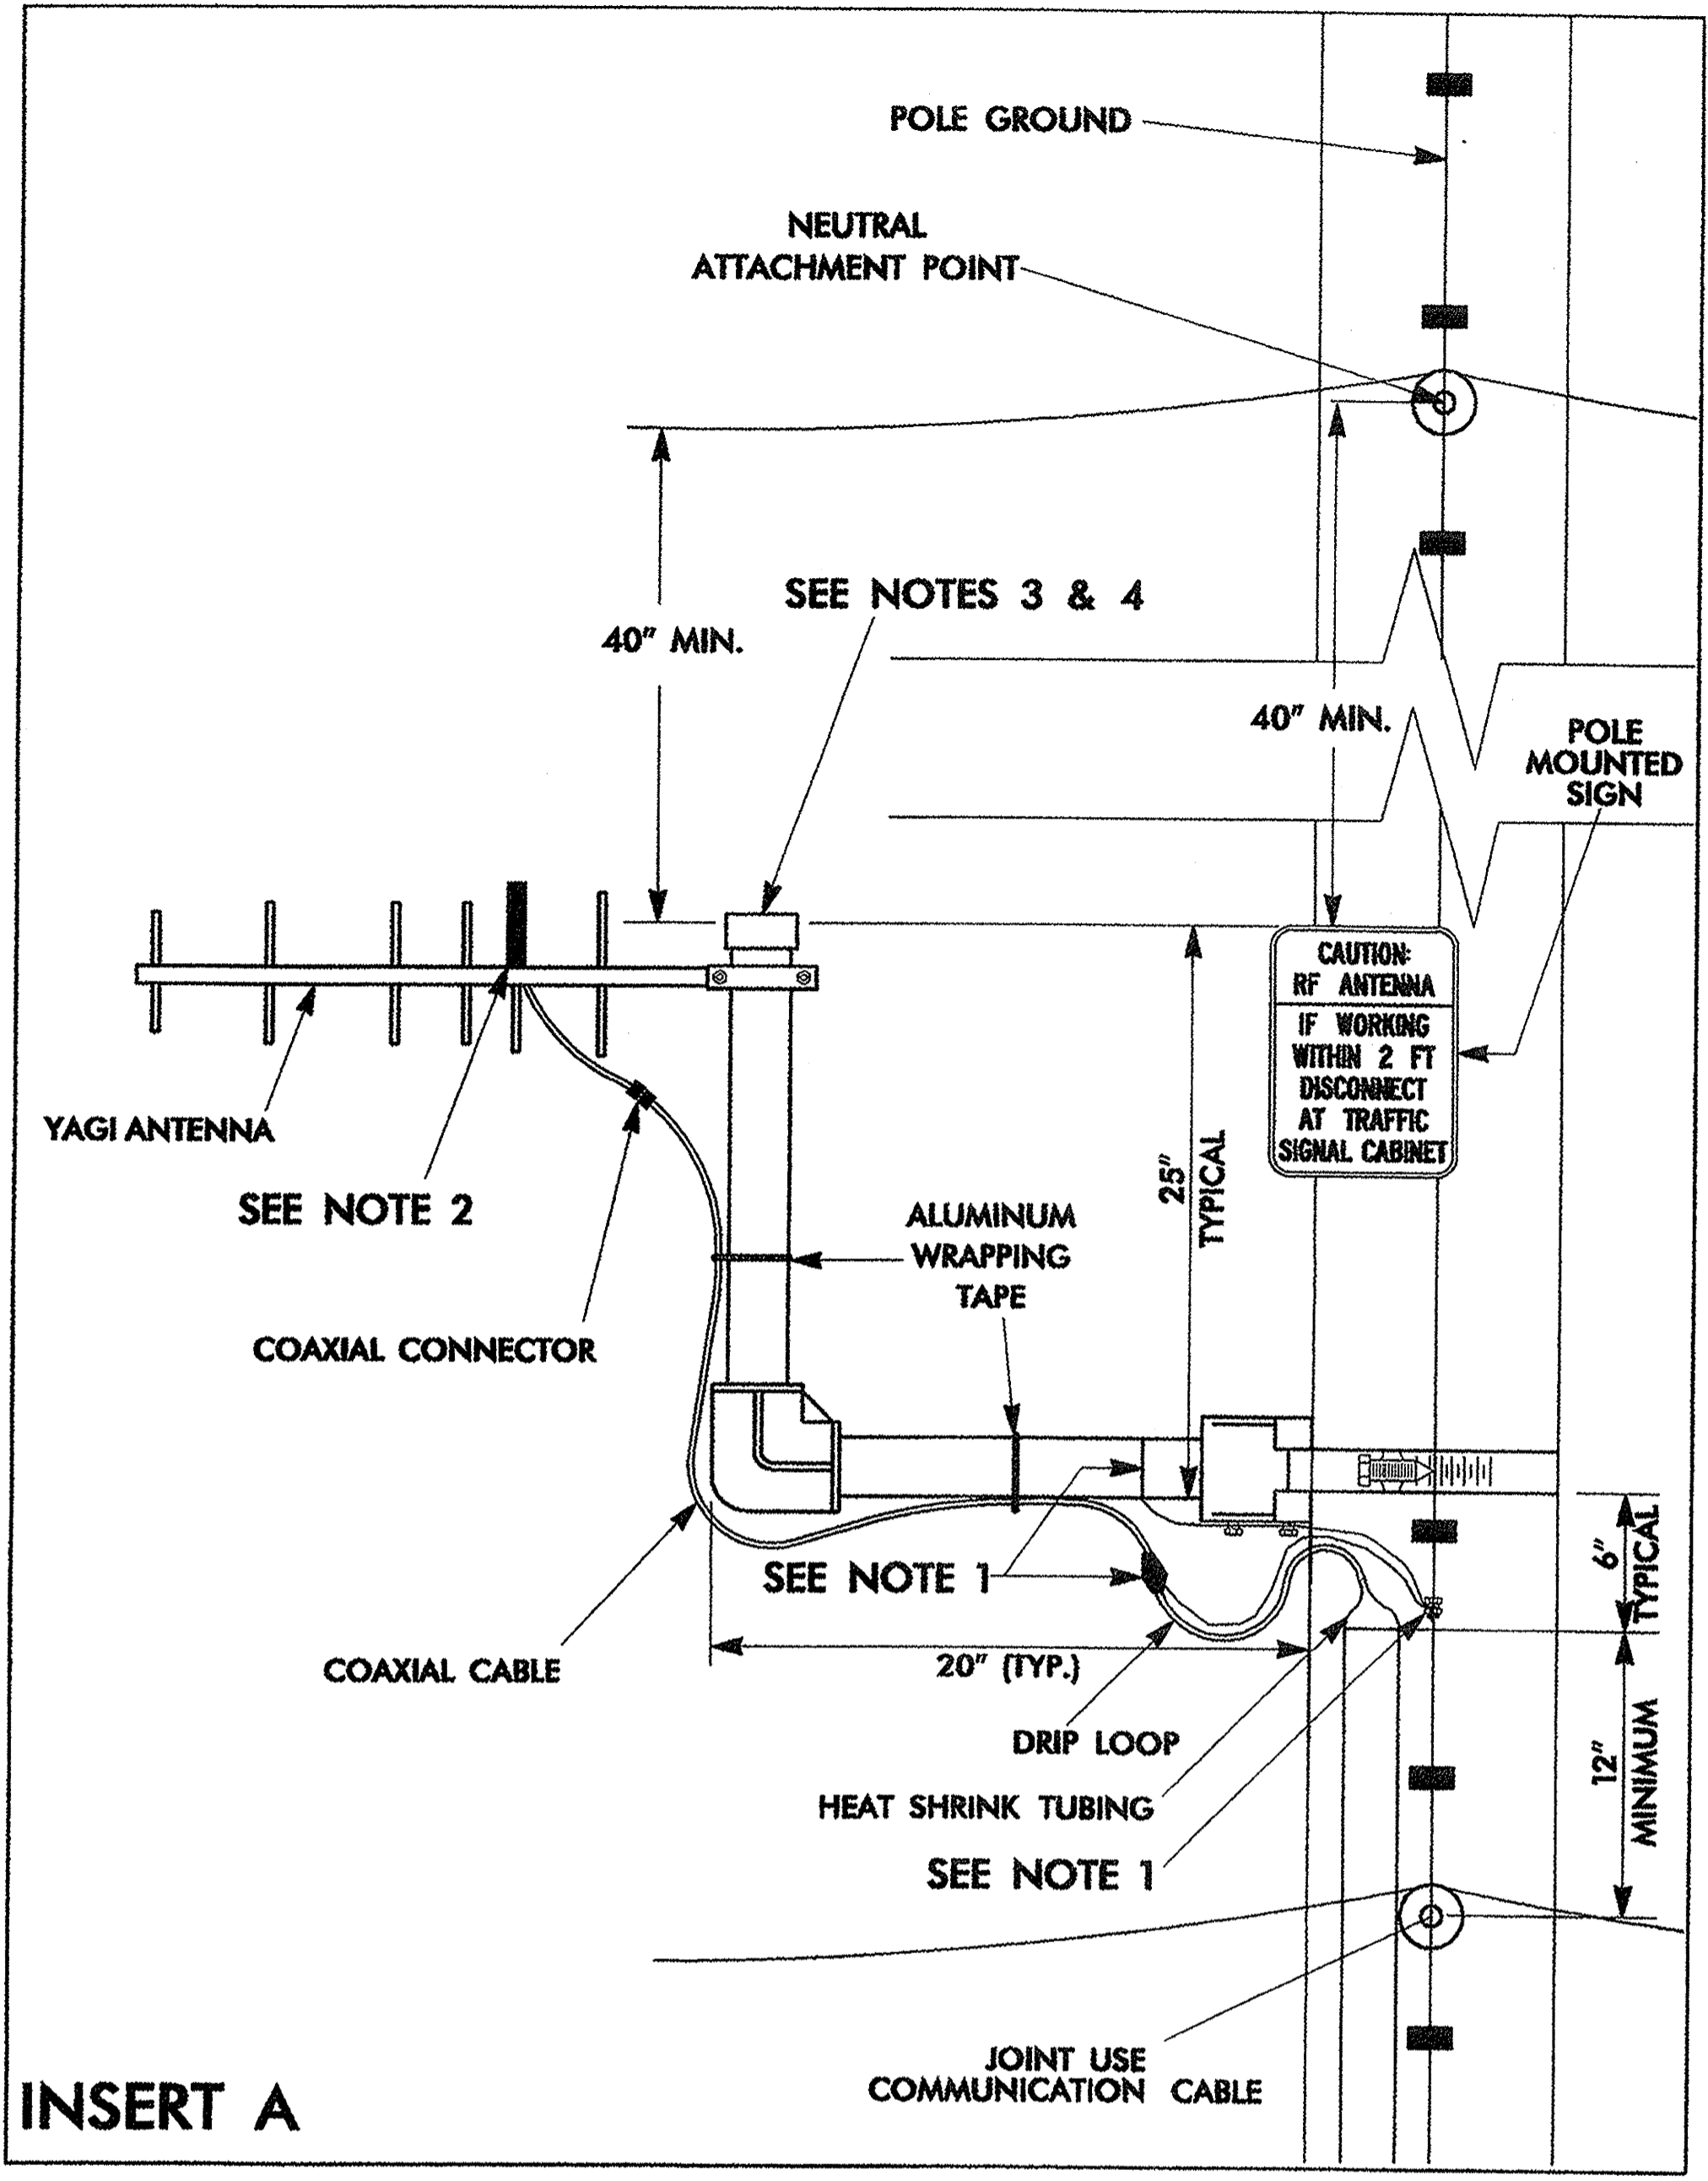 POLE GROUND
NEUTRAL
ATTACHMENT POINT
SEE NOTES 3 & 4
40" MIN.
40" MIN.
POLE
MOUNTED
SIGN
CAUTION:
RF ANTENNA
IF WORKING
WITHIN 2 FT
DISCONNECT
AT TRAFFIC
SIGNAL CABINET
YAGI ANTENNA
SEE NOTE 2
25"
TYPICAL
ALUMINUM
WRAPPING
TAPE
COAXIAL CONNECTOR
SEE NOTE 1
6"
TYPICAL
COAXIAL CABLE
20" (TYP.)
DRIP LOOP
HEAT SHRINK TUBING
SEE NOTE 1
12"
MINIMUM
JOINT USE
COMMUNICATION CABLE
INSERT A